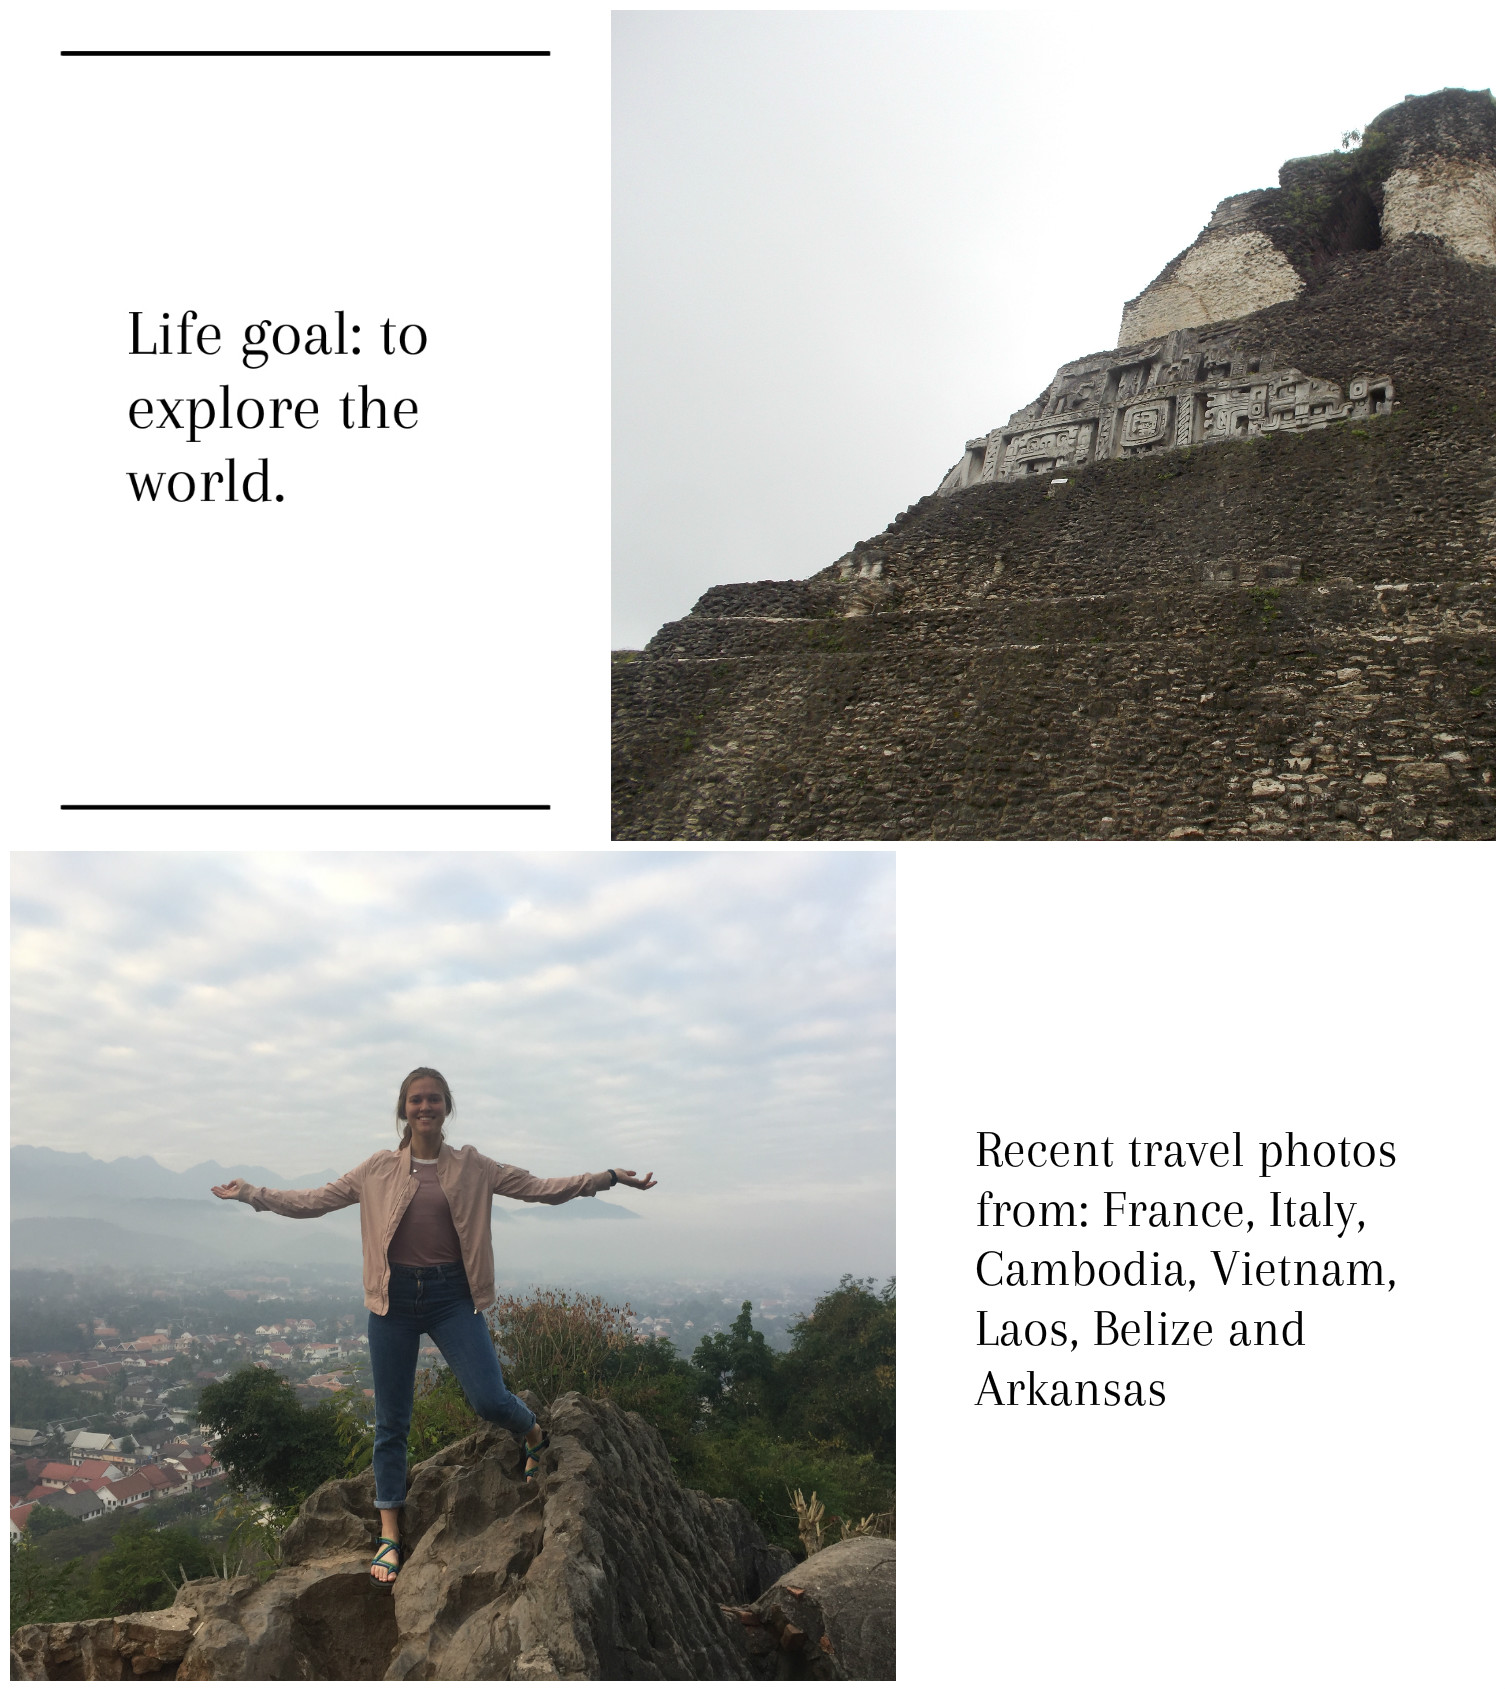 Life goal: to
explore the
world.
Recent travel photos
from: France, Italy,
Cambodia, Vietnam,
Laos, Belize and
Arkansas